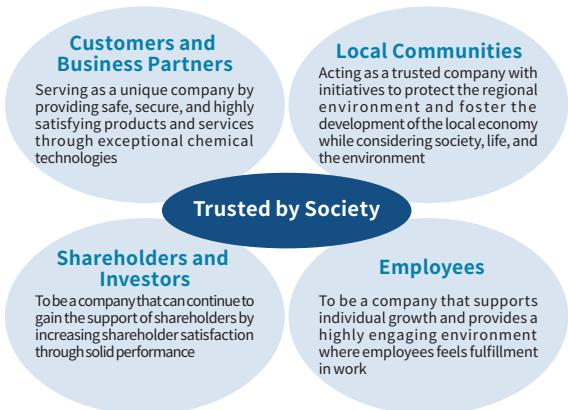 Customers and
Business Partners
Serving as a unique company by
providing safe, secure, and highly
satisfying products and services
through exceptional chemical
technologies
Local Communities
Acting as a trusted company with
initiatives to protect the regional
environment and foster the
development of the local economy
while considering society, life, and
the environment
Trusted by Society
Shareholders and
Investors
To be a company that can continue to
gain the support of shareholders by
increasing shareholder satisfaction
through solid performance
Employees
To be a company that supports
individual growth and provides a
highly engaging environment
where employees feels fulfillment
in work